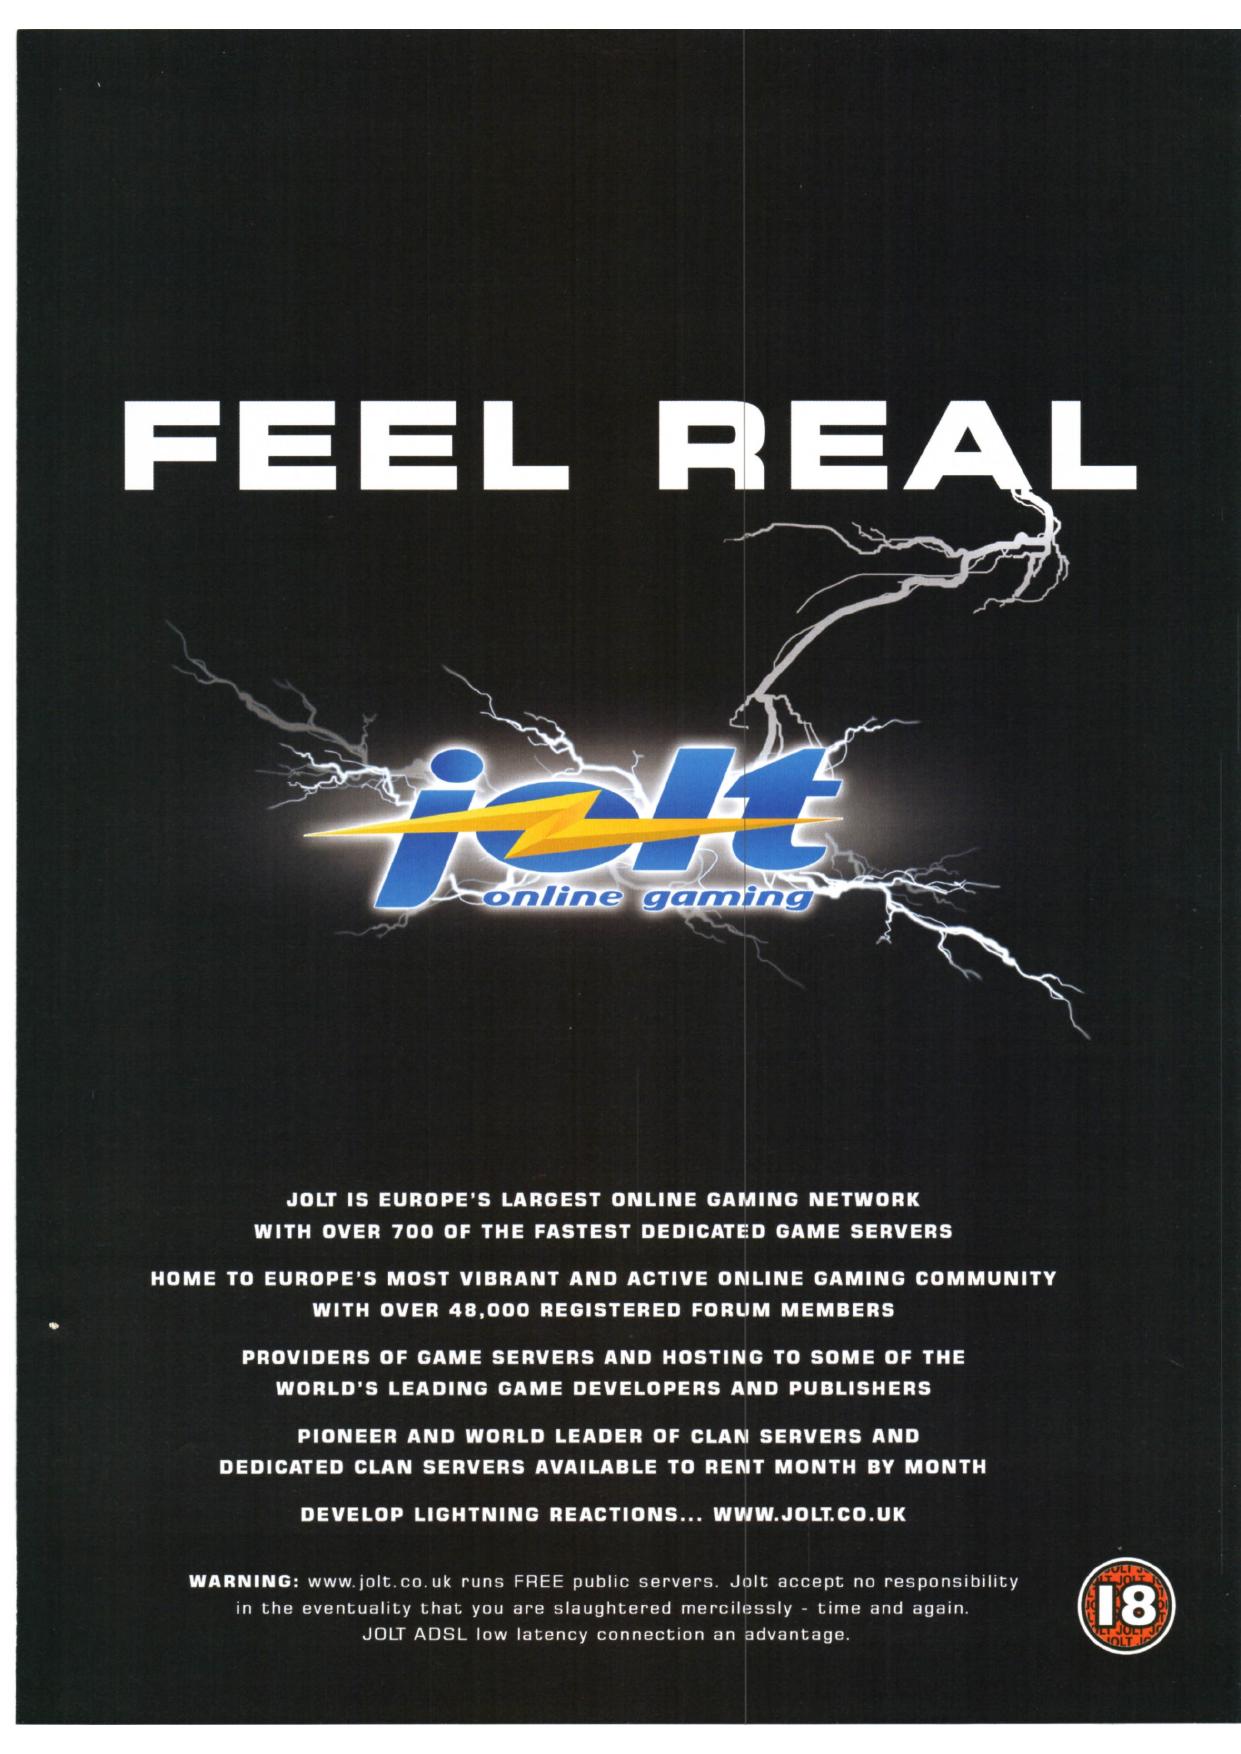 FEEL REAL
jolt
online gaming
JOLT IS EUROPE'S LARGEST ONLINE GAMING NETWORK
WITH OVER 700 OF THE FASTEST DEDICATED GAME SERVERS
HOME TO EUROPE'S MOST VIBRANT AND ACTIVE ONLINE GAMING COMMUNITY
WITH OVER 48,000 REGISTERED FORUM MEMBERS
PROVIDERS OF GAME SERVERS AND HOSTING TO SOME OF THE
WORLD'S LEADING GAME DEVELOPERS AND PUBLISHERS
PIONEER AND WORLD LEADER OF CLAN SERVERS AND
DEDICATED CLAN SERVERS AVAILABLE TO RENT MONTH BY MONTH
DEVELOP LIGHTNING REACTIONS... WWW.JOLT.CO.UK
WARNING: www.jolt.co.uk runs FREE public servers. Jolt accept no responsibility
in the eventuality that you are slaughtered mercilessly - time and again.
JOLT ADSL low latency connection an advantage.
18